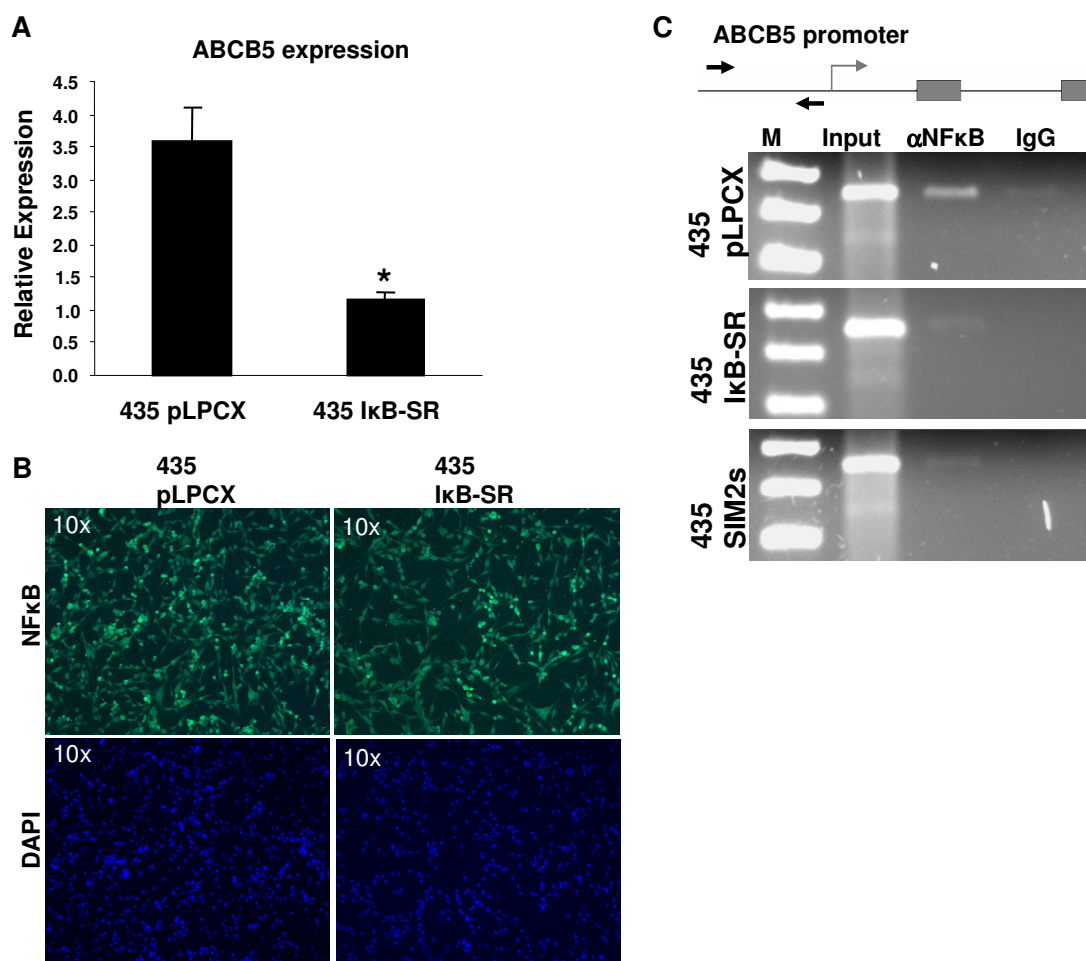 A
ABCB5 expression
Relative Expression
4.5
4.0
3.5
3.0
2.5
2.0
1.5
1.0
0.5
0.0
*
435 pLPCX
435 IκB-SR
B
435
pLPCX
435
IκB-SR
NFκB
10x
10x
DAPI
10x
10x
C
ABCB5 promoter
M Input αNFκB IgG
435
pLPCX
435
IκB-SR
435
SIM2s